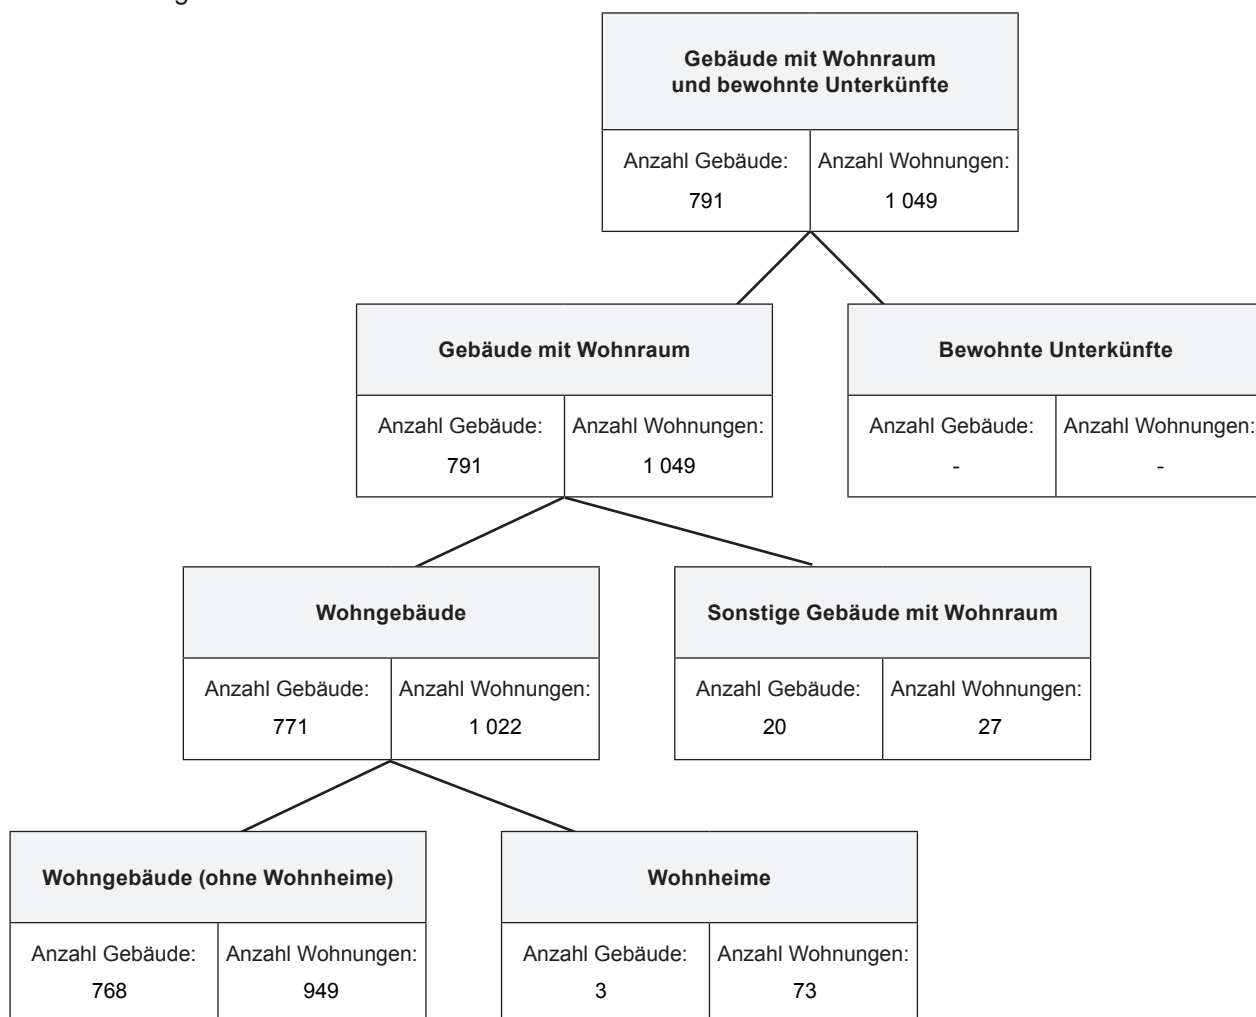 Gebäude mit Wohnraum
und bewohnte Unterkünfte
Anzahl Gebäude: Anzahl Wohnungen:
791 1 049
Gebäude mit Wohnraum
Anzahl Gebäude: Anzahl Wohnungen:
791 1 049
Bewohnte Unterkünfte
Anzahl Gebäude: Anzahl Wohnungen:
- -
Wohngebäude
Anzahl Gebäude: Anzahl Wohnungen:
771 1 022
Sonstige Gebäude mit Wohnraum
Anzahl Gebäude: Anzahl Wohnungen:
20 27
Wohngebäude (ohne Wohnheime)
Anzahl Gebäude: Anzahl Wohnungen:
768 949
Wohnheime
Anzahl Gebäude: Anzahl Wohnungen:
3 73